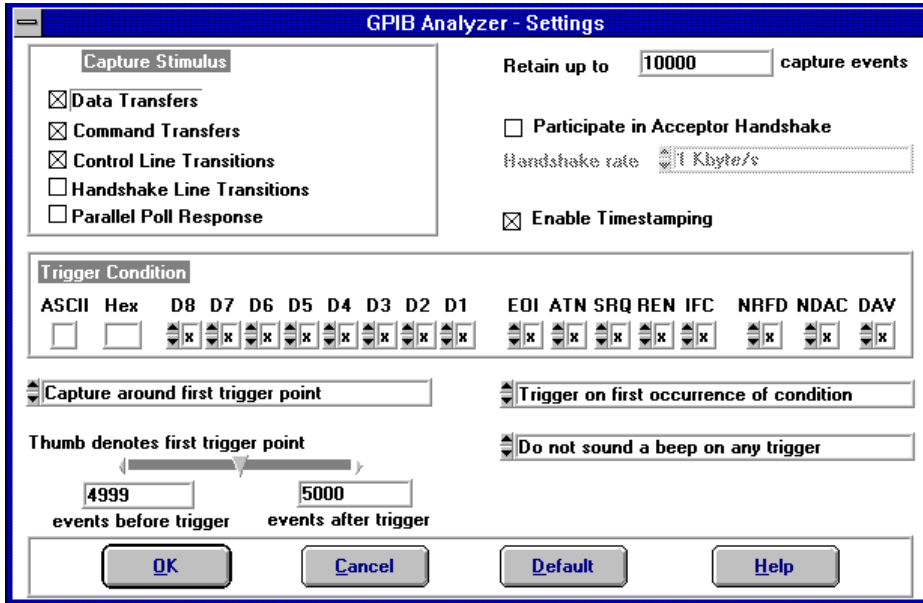 GPIB Analyzer - Settings
Capture Stimulus
Data Transfers
Command Transfers
Control Line Transitions
Handshake Line Transitions
Parallel Poll Response
Retain up to 10000 capture events
Participate in Acceptor Handshake
Handshake rate 1 Kbyte/s
Enable Timestamping
Trigger Condition
ASCII Hex D8 D7 D6 D5 D4 D3 D2 D1 EOI ATN SRQ REN IFC NRFD NDAC DAV
x x x x x x x x x x x x x x x x
Capture around first trigger point
Trigger on first occurrence of condition
Thumb denotes first trigger point
Do not sound a beep on any trigger
4999 5000
events before trigger events after trigger
OK Cancel Default Help